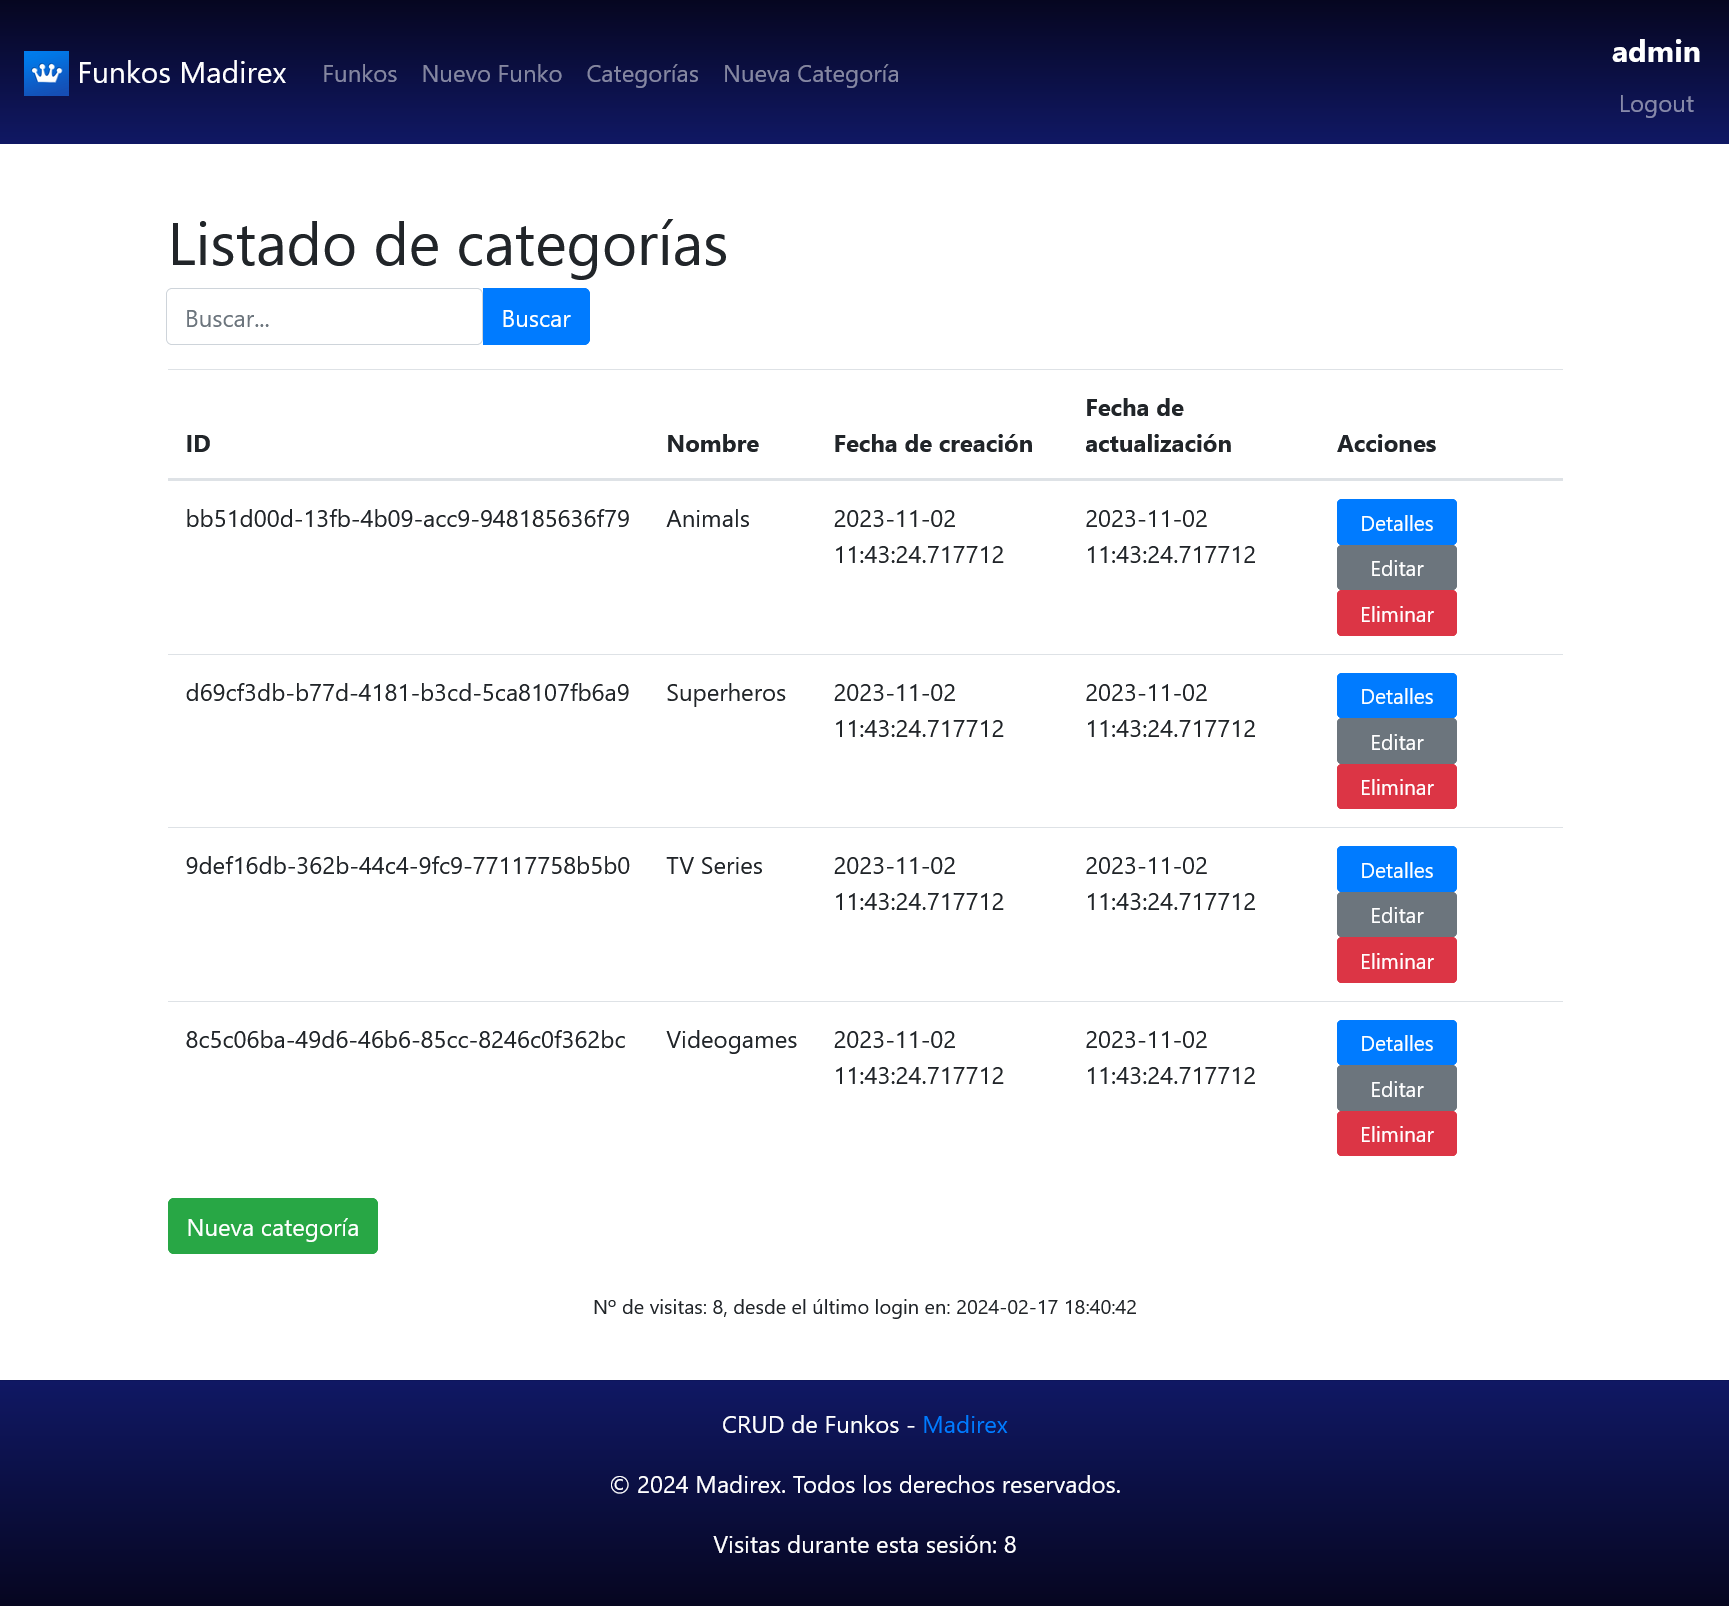 Funkos Madirex
Funkos
Nuevo Funko
Categorías
Nueva Categoría
admin
Logout
Listado de categorías
Buscar...
Buscar
ID
Nombre
Fecha de creación
Fecha de
actualización
Acciones
bb51d00d-13fb-4b09-acc9-948185636f79
Animals
2023-11-02
11:43:24.717712
2023-11-02
11:43:24.717712
Detalles
Editar
Eliminar
d69cf3db-b77d-4181-b3cd-5ca8107fb6a9
Superheros
2023-11-02
11:43:24.717712
2023-11-02
11:43:24.717712
Detalles
Editar
Eliminar
9def16db-362b-44c4-9fc9-77117758b5b0
TV Series
2023-11-02
11:43:24.717712
2023-11-02
11:43:24.717712
Detalles
Editar
Eliminar
8c5c06ba-49d6-46b6-85cc-8246c0f362bc
Videogames
2023-11-02
11:43:24.717712
2023-11-02
11:43:24.717712
Detalles
Editar
Eliminar
Nueva categoría
Nº de visitas: 8, desde el último login en: 2024-02-17 18:40:42
CRUD de Funkos - Madirex
© 2024 Madirex. Todos los derechos reservados.
Visitas durante esta sesión: 8